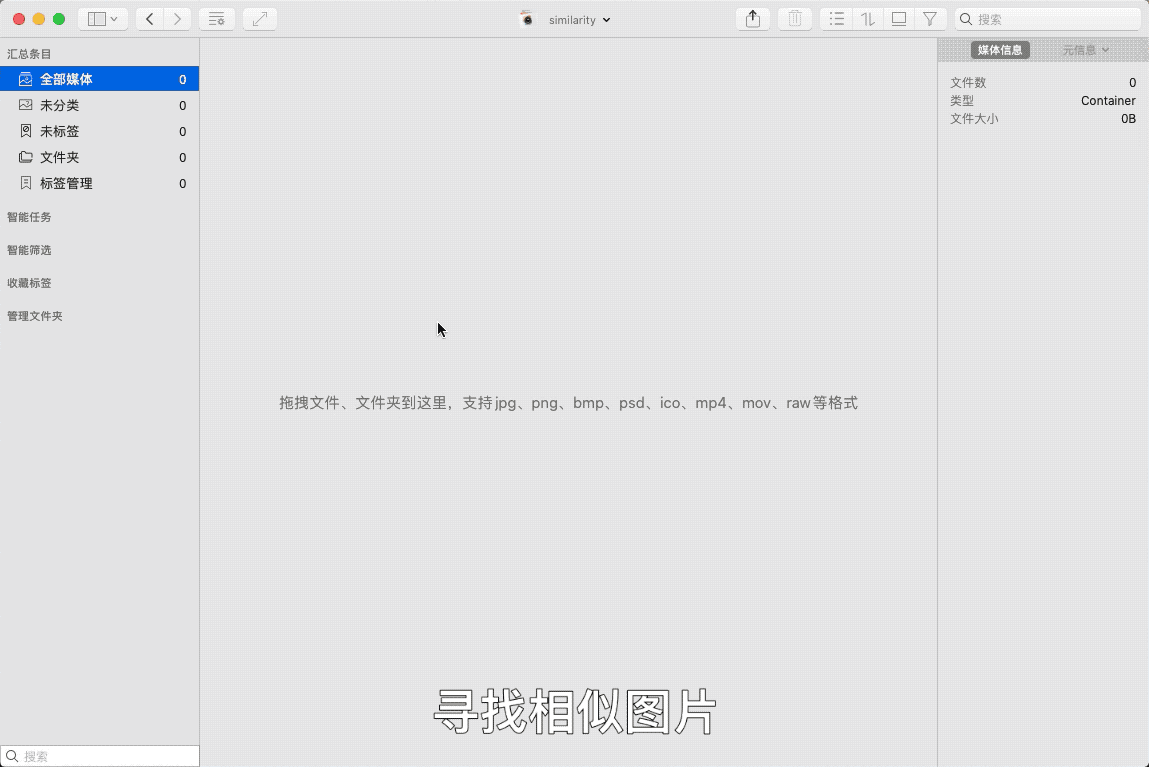 similarity
搜索
汇总条目
全部媒体 0
未分类 0
未标签 0
文件夹 0
标签管理 0
智能任务
智能筛选
收藏标签
管理文件夹
搜索
拖拽文件、文件夹到这里，支持jpg、png、bmp、psd、ico、mp4、mov、raw等格式
寻找相似图片
媒体信息 元信息
文件数 0
类型 Container
文件大小 0B